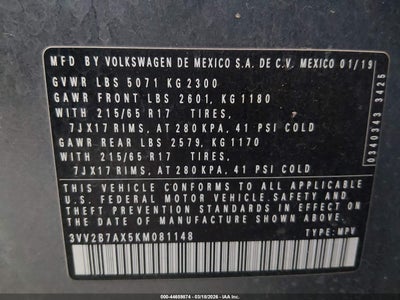 MFD BY VOLKSWAGEN DE MEXICO S.A. DE C.V. MEXICO 01/19
GVWR LBS 5071 KG 2300
GAWR FRONT LBS 2601, KG 1180
WITH 215/65 R17 TIRES,
7JX17 RIMS, AT 280 KPA, 41 PSI COLD
GAWR REAR LBS 2579, KG 1170
WITH 215/65 R17 TIRES,
7JX17 RIMS, AT 280 KPA, 41 PSI COLD
THIS VEHICLE CONFORMS TO ALL APPLICABLE
U.S. FEDERAL MOTOR VEHICLE SAFETY
AND THEFT PREVENTION STANDARDS IN EFFECT ON THE
DATE OF MANUFACTURE SHOWN ABOVE.
3VV2B7AX5KM081148 TYPE: MPV
0340343 3425
000-44659574 - 03/18/2026 - IAA Inc.